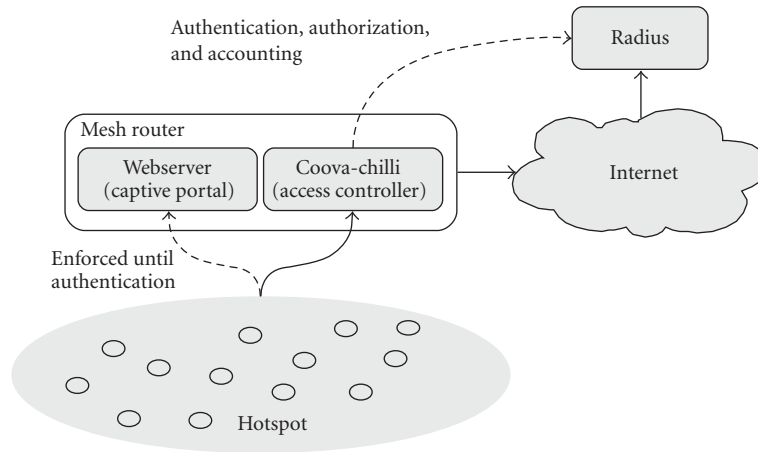 Authentication, authorization,
and accounting
Radius
Mesh router
Webserver
(captive portal)
Coova-chilli
(access controller)
Internet
Enforced until
authentication
Hotspot